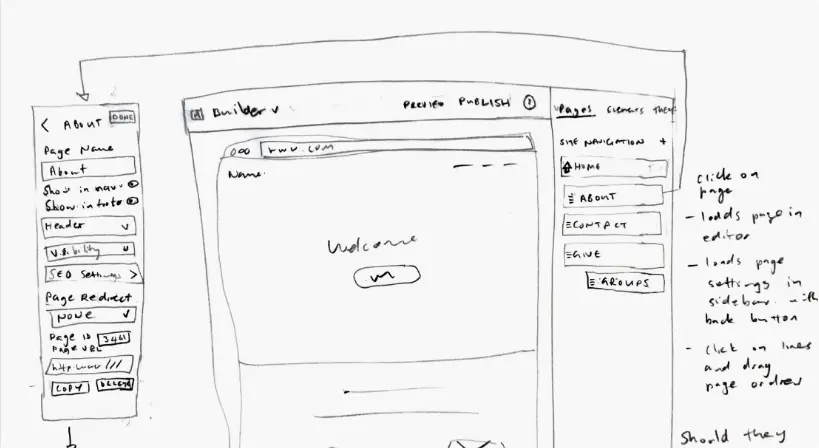 < ABOUT DONE
Page Name
About
Show in nav
Show in
Header
Visibility
SEO Settings >
Page Redirect
NONE
Page ID 3461
Page URL
http www ///
COPY DELETE
Builder
PREVIEW PUBLISH
www.com
Name
Welcome
Pages Elements
SITE NAVIGATION +
HOME
ABOUT
CONTACT
GIVE
GROUPS
Click on
page
- loads page in
editor
- loads page
settings in
sidebar with
back button
- click on lines
and drag
page order
Should they